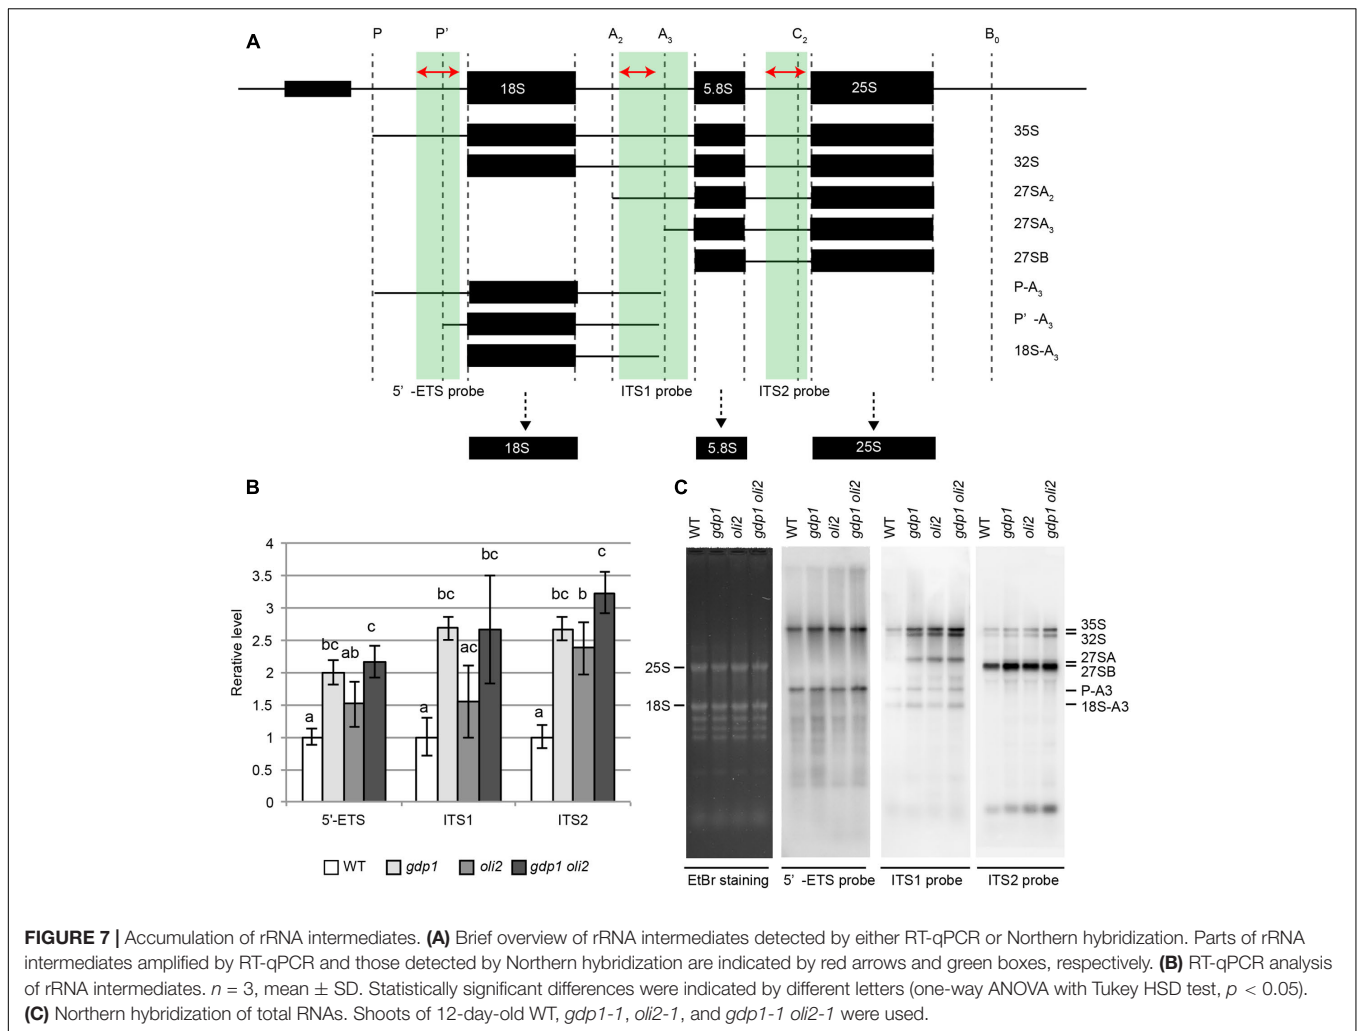 A
P P' A2 A3 C2 B0
18S 5.8S 25S
35S
32S
27SA2
27SA3
27SB
P-A3
P' -A3
18S-A3
5' -ETS probe ITS1 probe ITS2 probe
18S 5.8S 25S
B
4
3.5
3
2.5
2
1.5
1
0.5
0
Rerative level
a bc ab c
a bc ac bc
a bc b c
5'-ETS ITS1 ITS2
WT gdp1 oli2 gdp1 oli2
C
WT gdp1 oli2 gdp1 oli2 WT gdp1 oli2 gdp1 oli2 WT gdp1 oli2 gdp1 oli2 WT gdp1 oli2 gdp1 oli2
25S
18S
35S
32S
27SA
27SB
P-A3
18S-A3
EtBr staining 5' -ETS probe ITS1 probe ITS2 probe
FIGURE 7 | Accumulation of rRNA intermediates. (A) Brief overview of rRNA intermediates detected by either RT-qPCR or Northern hybridization. Parts of rRNA
intermediates amplified by RT-qPCR and those detected by Northern hybridization are indicated by red arrows and green boxes, respectively. (B) RT-qPCR analysis
of rRNA intermediates. n = 3, mean ± SD. Statistically significant differences were indicated by different letters (one-way ANOVA with Tukey HSD test, p < 0.05).
(C) Northern hybridization of total RNAs. Shoots of 12-day-old WT, gdp1-1, oli2-1, and gdp1-1 oli2-1 were used.